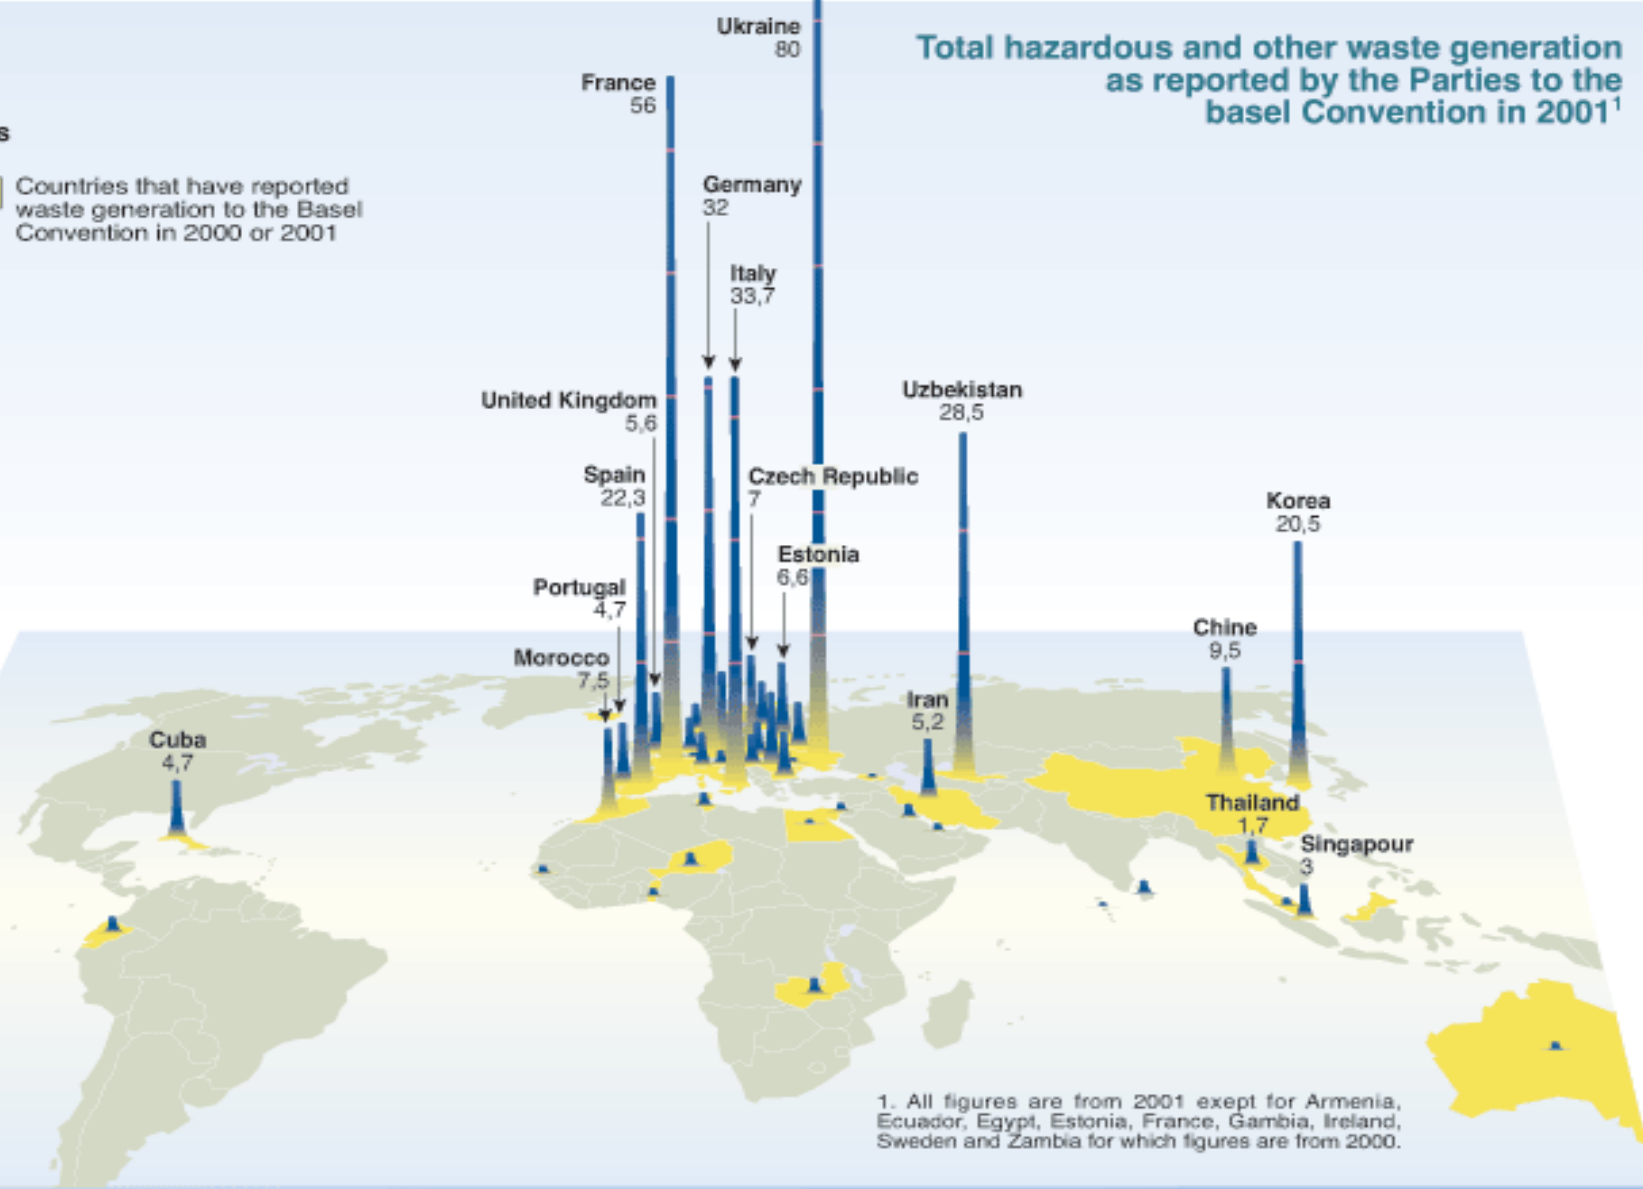 Total hazardous and other waste generation
as reported by the Parties to the
basel Convention in 2001¹
s
Countries that have reported
waste generation to the Basel
Convention in 2000 or 2001
Ukraine
80
France
56
Germany
32
Italy
33,7
United Kingdom
5,6
Spain
22,3
Czech Republic
7
Estonia
6,6
Portugal
4,7
Morocco
7,5
Uzbekistan
28,5
Korea
20,5
Chine
9,5
Iran
5,2
Cuba
4,7
Thailand
1,7
Singapour
3
1. All figures are from 2001 exept for Armenia,
Ecuador, Egypt, Estonia, France, Gambia, Ireland,
Sweden and Zambia for which figures are from 2000.